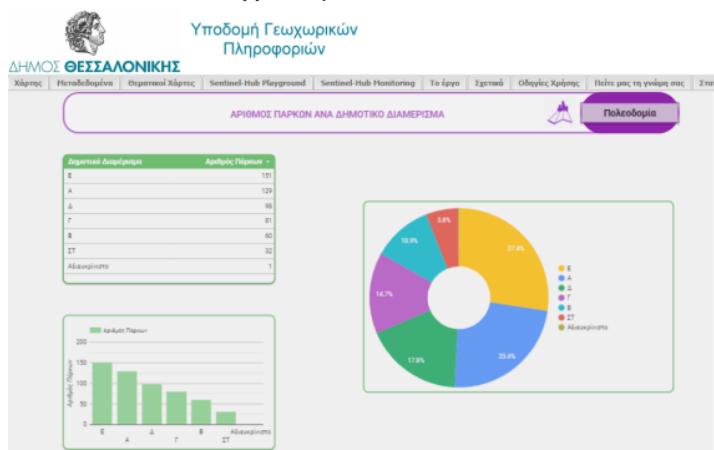 Υποδομή Γεωχωρικών
Πληροφοριών
ΔΗΜΟΣ ΘΕΣΣΑΛΟΝΙΚΗΣ
Χάρτης Μεταδεδομένα Θεματικοί Χάρτες Sentinel-Hub Playground Sentinel-Hub Monitoring Το έργο Σχετικά Οδηγίες Χρήσης Πείτε μας τη γνώμη σας
ΑΡΙΘΜΟΣ ΠΑΡΚΩΝ ΑΝΑ ΔΗΜΟΤΙΚΟ ΔΙΑΜΕΡΙΣΜΑ
Πολεοδομία
Δημοτικό Διαμέρισμα Αριθμός Πάρκων
Ε 151
Α 129
Δ 98
Γ 81
Β 60
ΣΤ 32
Αδιευκρίνιστο 1
5.8%
10.9%
27.4%
14.7%
17.8%
23.4%
Ε
Α
Δ
Γ
Β
ΣΤ
Αδιευκρίνιστο
Αριθμός Πάρκων
200
150
100
50
0
Αριθμός Πάρκων
Ε Δ Β Αδιευκρίνιστο
Α Γ ΣΤ